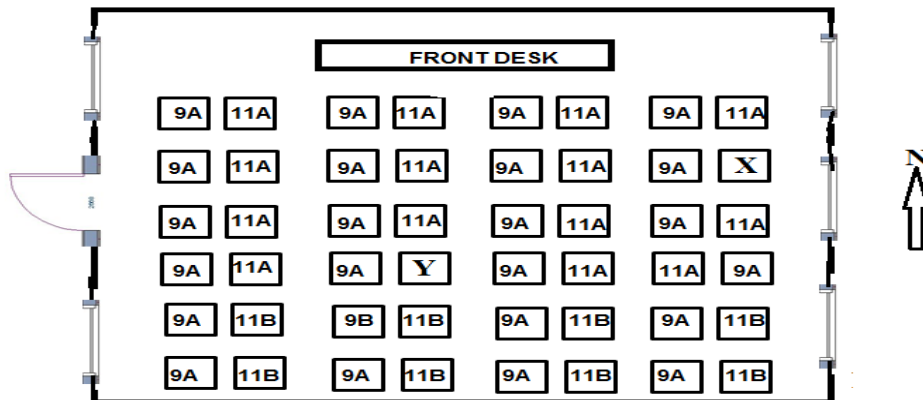 FRONT DESK
9A 11A 9A 11A 9A 11A 9A 11A
9A 11A 9A 11A 9A 11A 9A X
N
9A 11A 9A 11A 9A 11A 9A 11A
9A 11A 9A Y 9A 11A 11A 9A
9A 11B 9B 11B 9A 11B 9A 11B
9A 11B 9A 11B 9A 11B 9A 11B